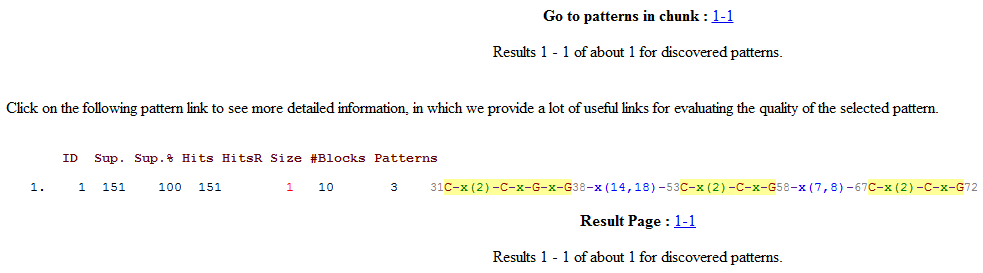 Go to patterns in chunk : 1-1
Results 1 - 1 of about 1 for discovered patterns.
Click on the following pattern link to see more detailed information, in which we provide a lot of useful links for evaluating the quality of the selected pattern.
ID Sup. Sup.% Hits HitsR Size #Blocks Patterns
1. 1 151 100 151 1 10 3 31C-x(2)-C-x-G-x-G38-x(14,18)-53C-x(2)-C-x-G58-x(7,8)-67C-x(2)-C-x-G72
Result Page : 1-1
Results 1 - 1 of about 1 for discovered patterns.